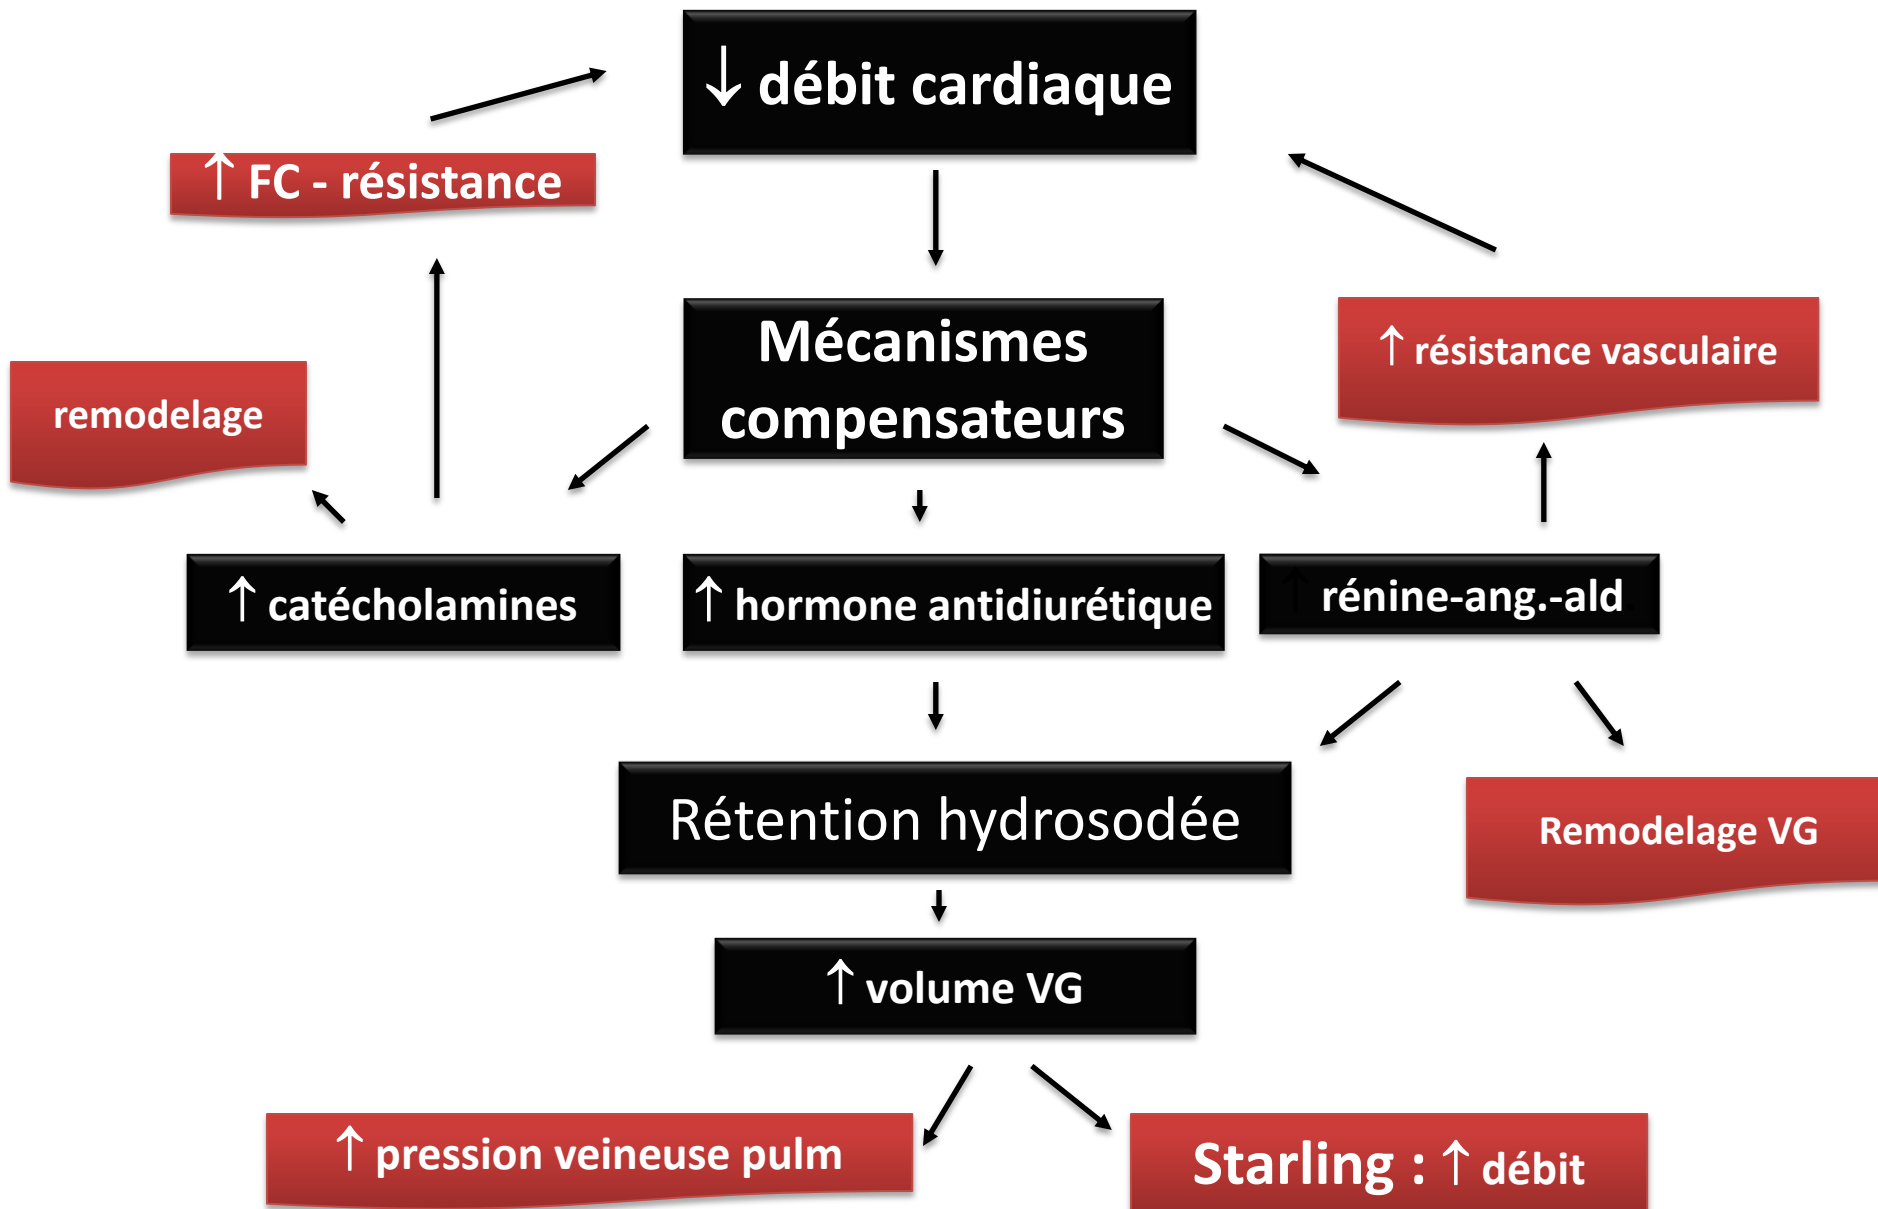 ↓ débit cardiaque
↑ FC - résistance
Mécanismes
compensateurs
↑ résistance vasculaire
remodelage
↑ catécholamines
↑ hormone antidiurétique
↑ rénine-ang.-ald.
Rétention hydrosodée
Remodelage VG
↑ volume VG
↑ pression veineuse pulm
Starling : ↑ débit